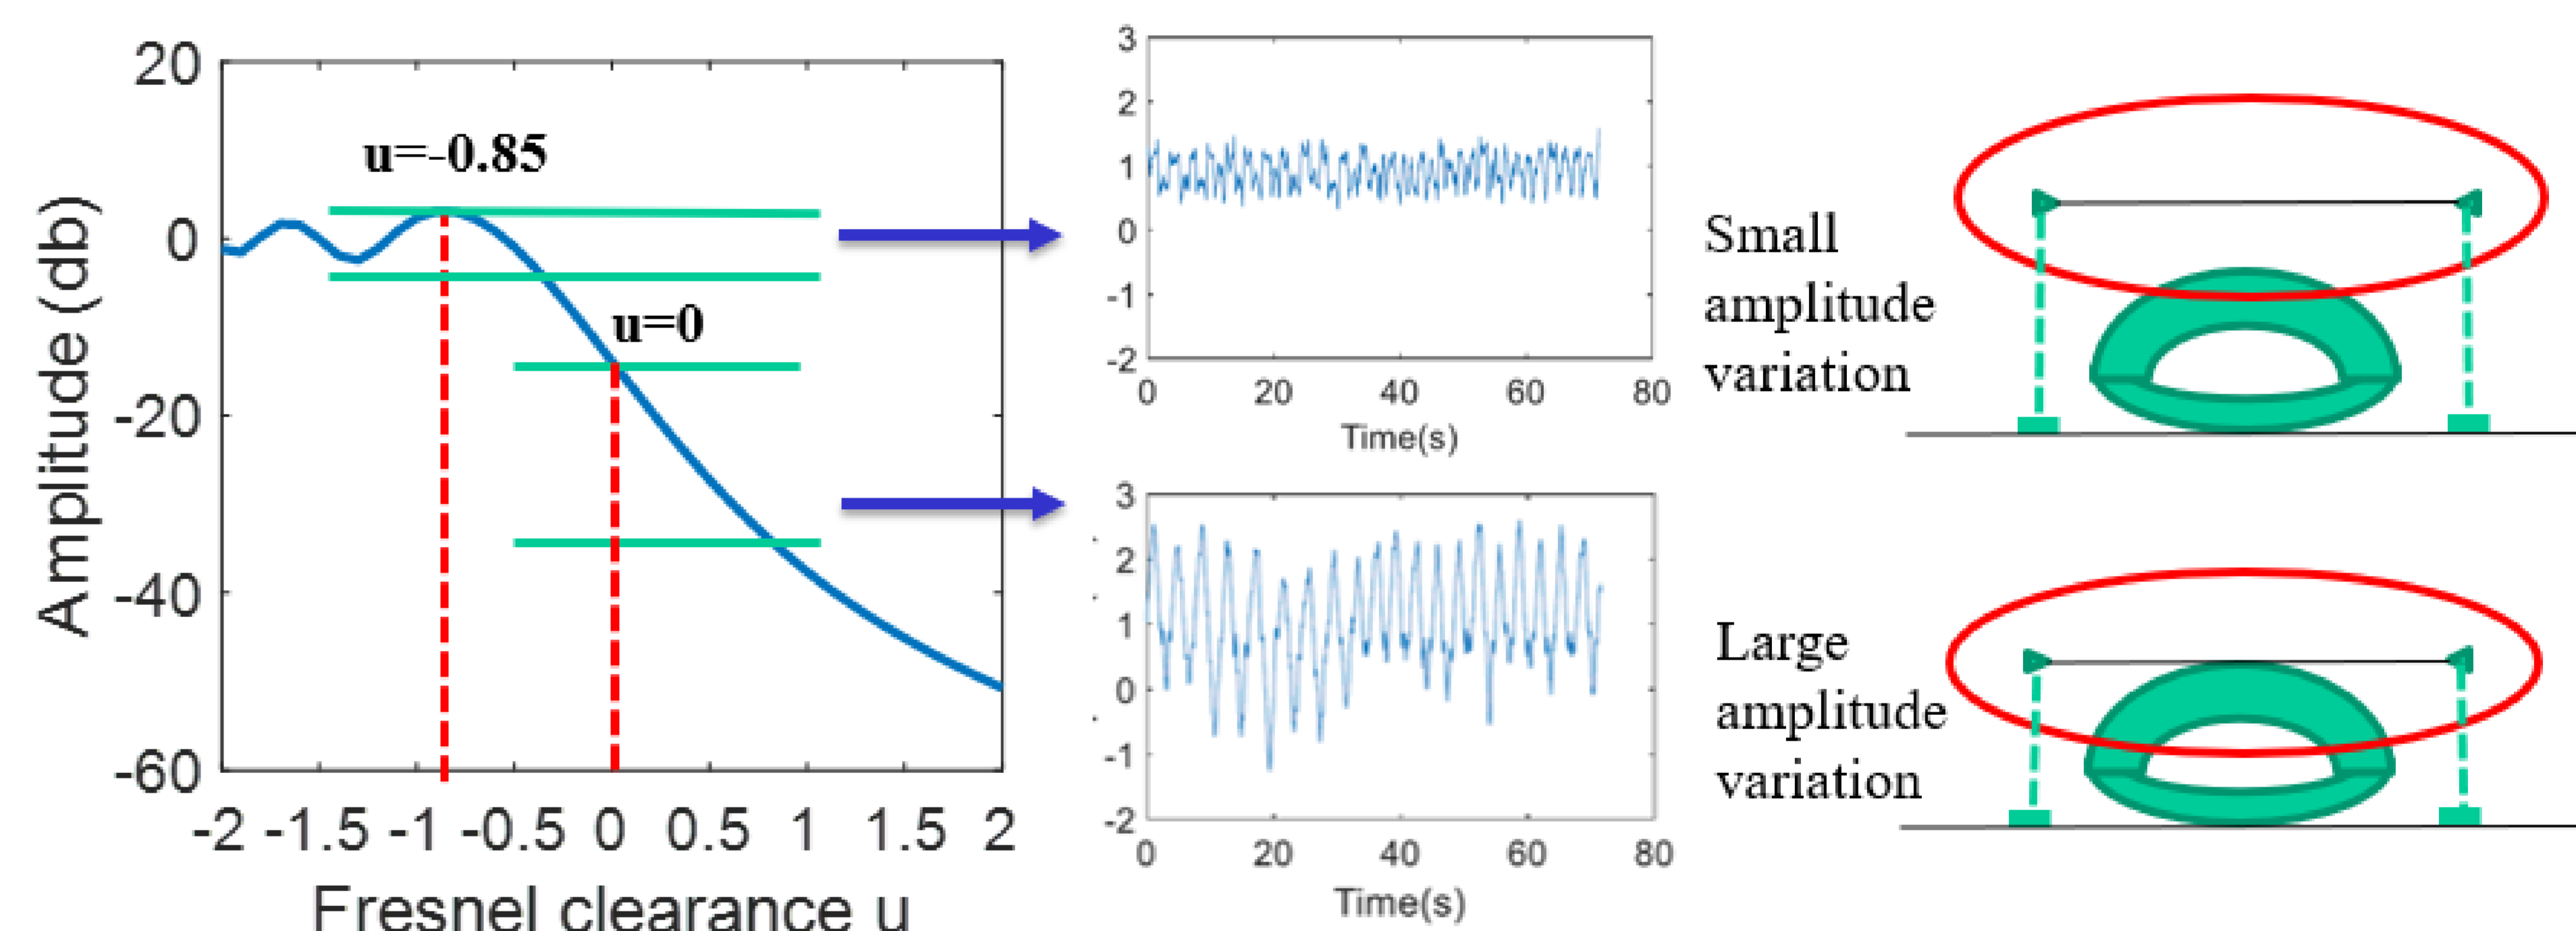 20
0
-20
-40
-60
Amplitude (db)
u=-0.85
u=0
-2 -1.5 -1 -0.5 0 0.5 1 1.5 2
Fresnel clearance u
3
2
1
0
-1
-2
0 20 40 60 80
Time(s)
Small
amplitude
variation
3
2
1
0
-1
-2
0 20 40 60 80
Time(s)
Large
amplitude
variation